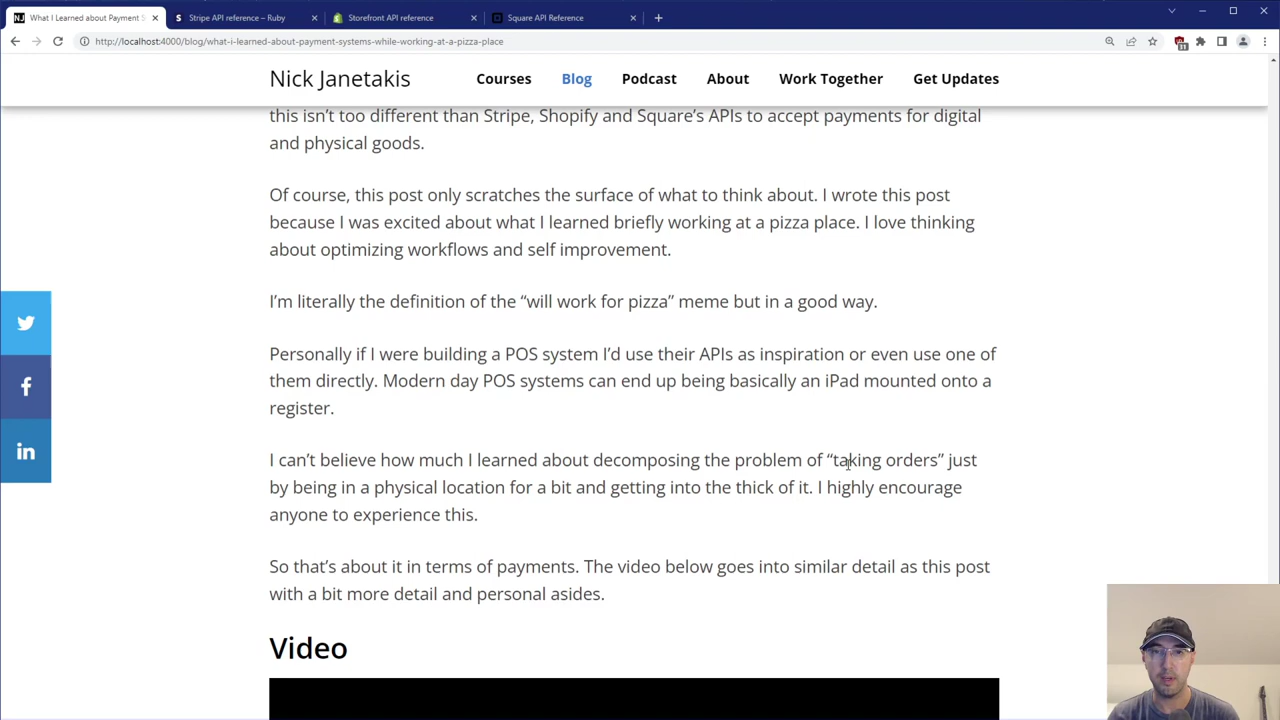 What I Learned about Payment S
Stripe API reference – Ruby
Storefront API reference
Square API Reference
http://localhost:4000/blog/what-i-learned-about-payment-systems-while-working-at-a-pizza-place
11
Nick Janetakis
Courses
Blog
Podcast
About
Work Together
Get Updates
this isn’t too different than Stripe, Shopify and Square’s APIs to accept payments for digital
and physical goods.
Of course, this post only scratches the surface of what to think about. I wrote this post
because I was excited about what I learned briefly working at a pizza place. I love thinking
about optimizing workflows and self improvement.
I’m literally the definition of the “will work for pizza” meme but in a good way.
Personally if I were building a POS system I’d use their APIs as inspiration or even use one of
them directly. Modern day POS systems can end up being basically an iPad mounted onto a
register.
I can’t believe how much I learned about decomposing the problem of “taking orders” just
by being in a physical location for a bit and getting into the thick of it. I highly encourage
anyone to experience this.
So that’s about it in terms of payments. The video below goes into similar detail as this post
with a bit more detail and personal asides.
Video